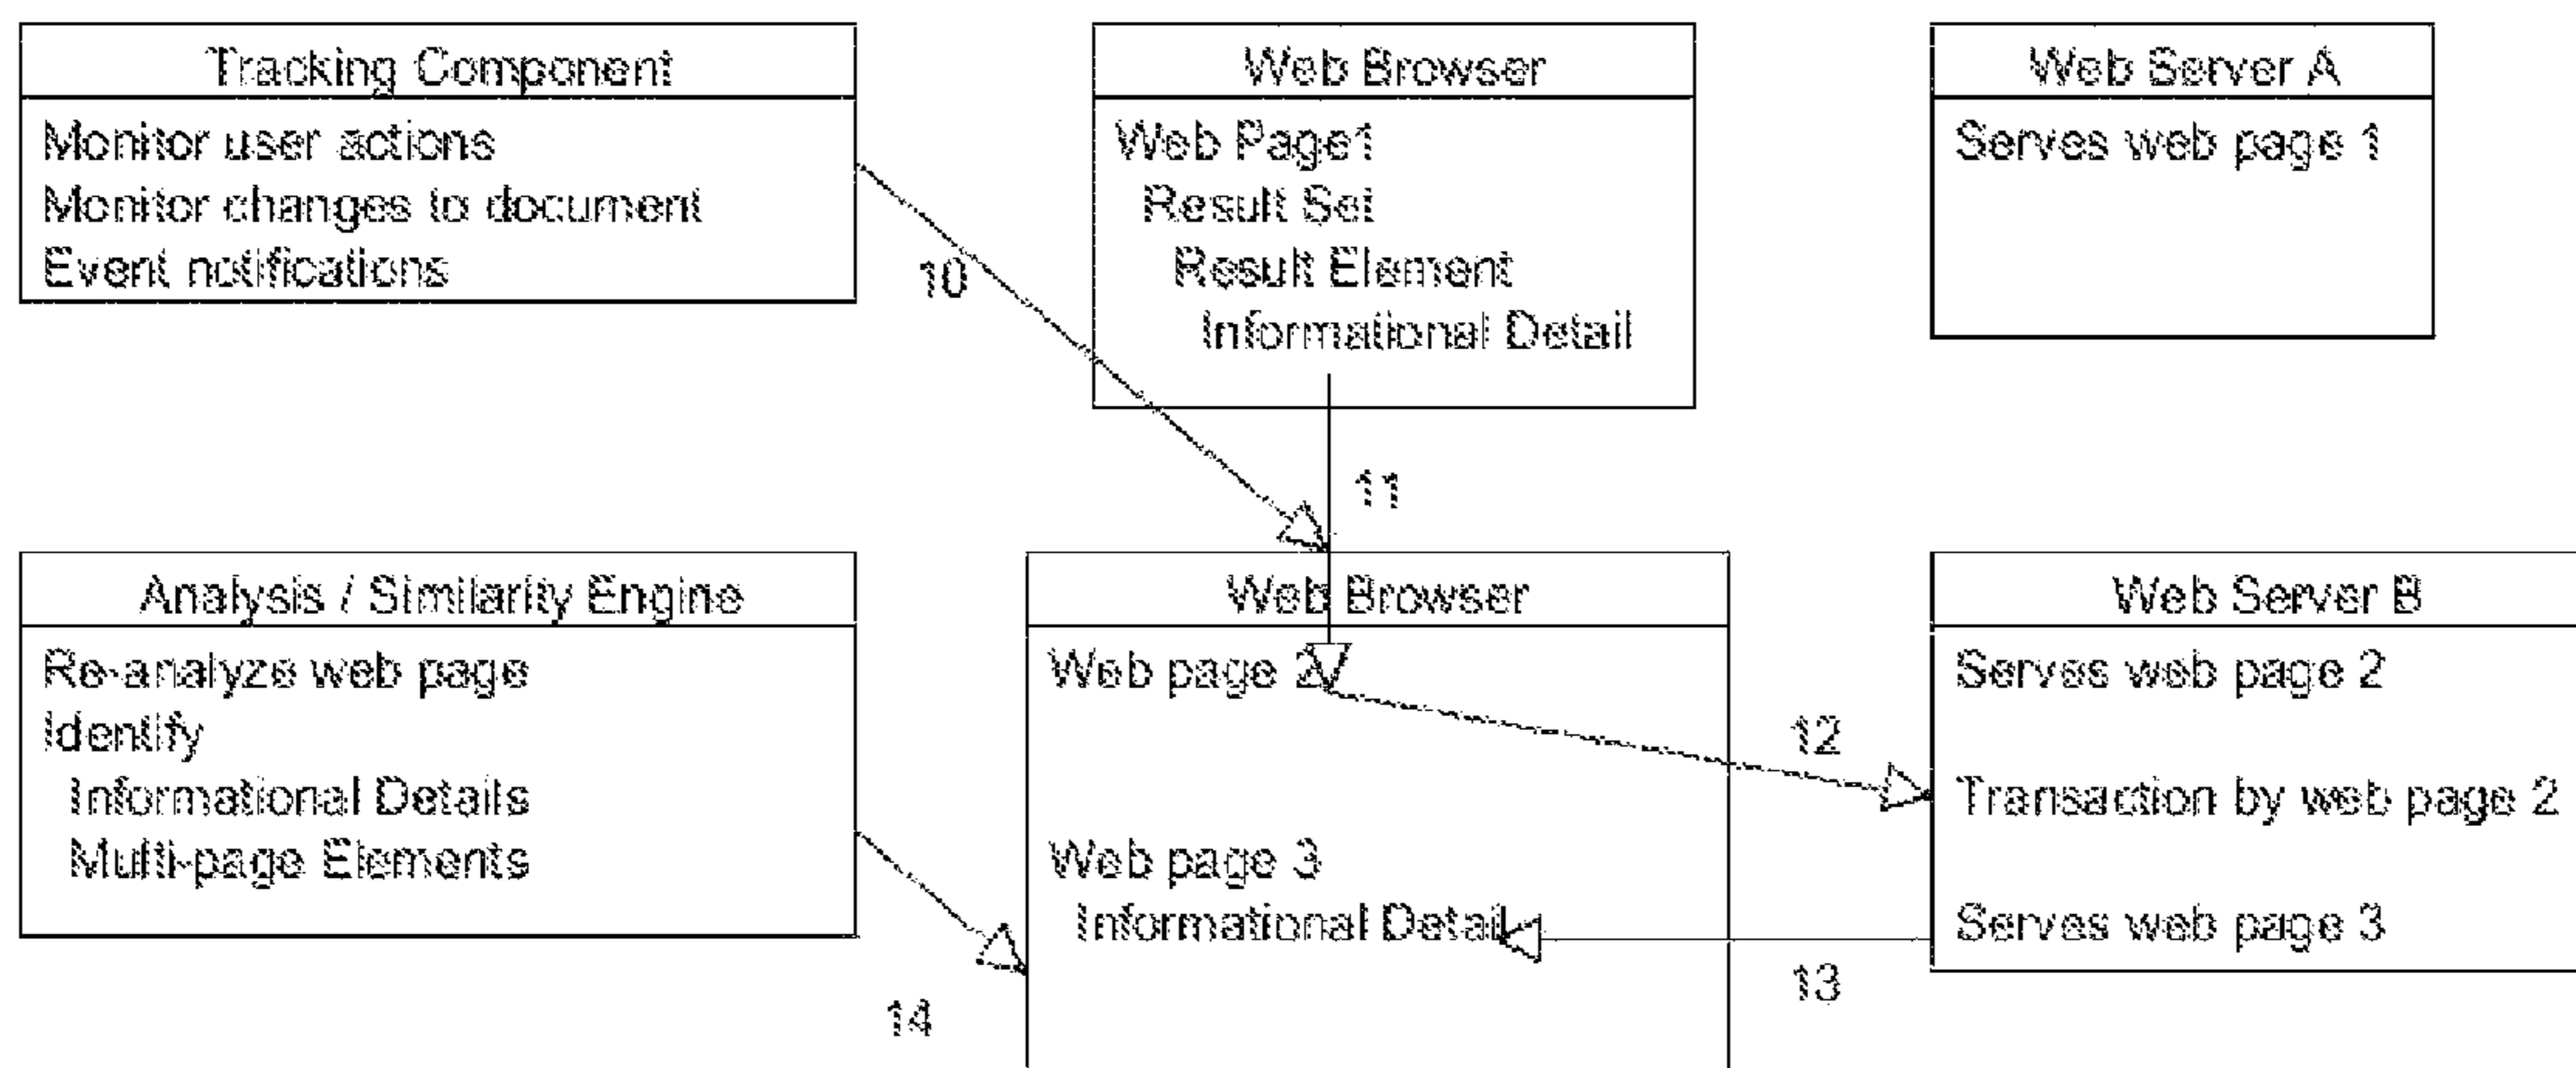 Tracking Component
Monitor user actions
Monitor changes to document
Event notifications
Web Browser
Web Page1
Result Set
Result Element
Informational Detail
Web Server A
Serves web page 1
10
11
Analysis / Similarity Engine
Re-analyze web page
Identify
Informational Details
Multi-page Elements
Web Browser
Web page 2
Web page 3
Informational Detail
12
Web Server B
Serves web page 2
Transaction by web page 2
Serves web page 3
13
14